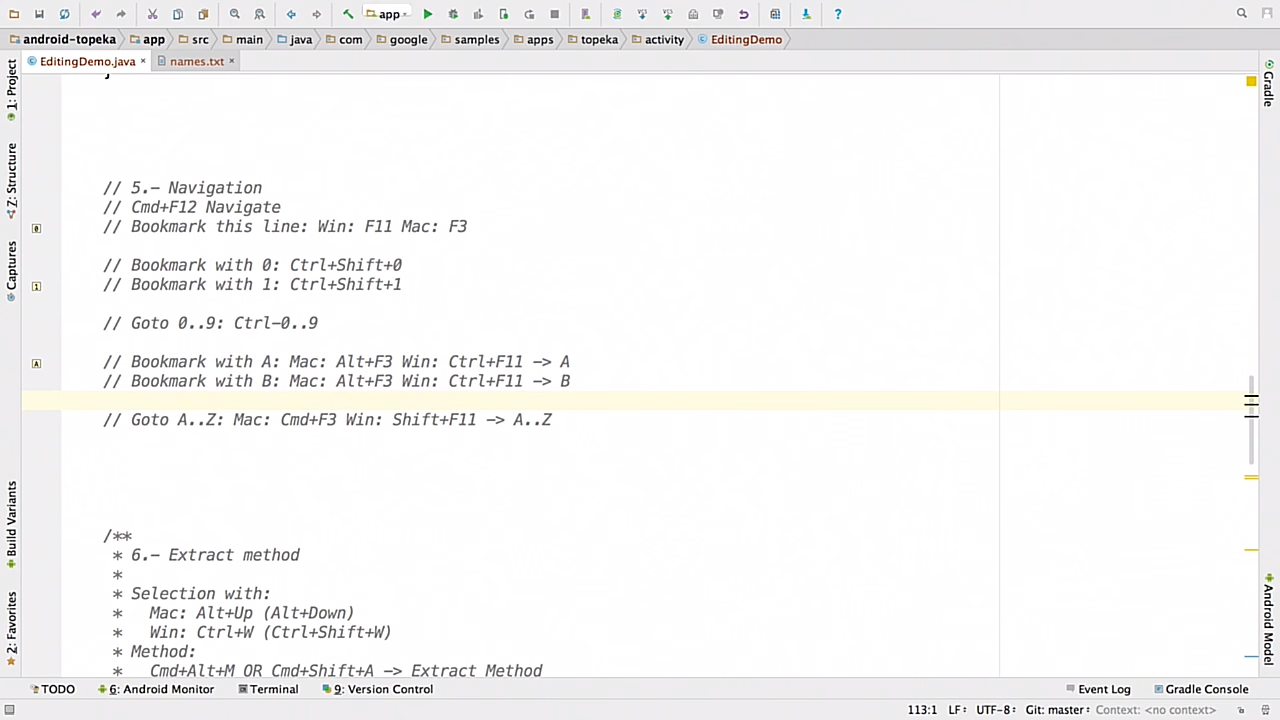 app
android-topeka app src main java com google samples apps topeka activity EditingDemo
EditingDemo.java names.txt
1: Project
Z: Structure
Captures
Build Variants
2: Favorites
Gradle
Android Model
// 5.- Navigation
// Cmd+F12 Navigate
0 // Bookmark this line: Win: F11 Mac: F3
// Bookmark with 0: Ctrl+Shift+0
1 // Bookmark with 1: Ctrl+Shift+1
// Goto 0..9: Ctrl-0..9
A // Bookmark with A: Mac: Alt+F3 Win: Ctrl+F11 -> A
// Bookmark with B: Mac: Alt+F3 Win: Ctrl+F11 -> B
// Goto A..Z: Mac: Cmd+F3 Win: Shift+F11 -> A..Z
/**
* 6.- Extract method
*
* Selection with:
* Mac: Alt+Up (Alt+Down)
* Win: Ctrl+W (Ctrl+Shift+W)
* Method:
* Cmd+Alt+M OR Cmd+Shift+A -> Extract Method
TODO 6: Android Monitor Terminal 9: Version Control Event Log Gradle Console
113:1 LF UTF-8 Git: master Context: <no context>